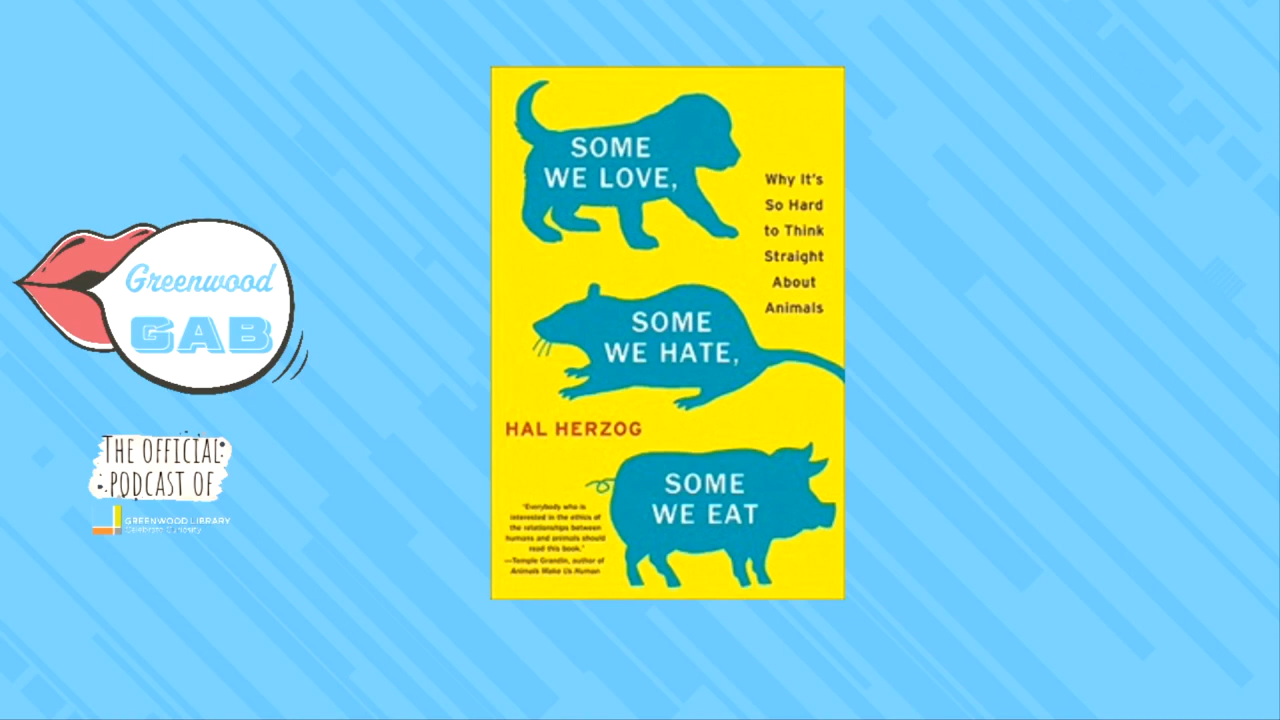 Greenwood
GAB
THE OFFICIAL
PODCAST OF
GREENWOOD LIBRARY
Celebrate Curiosity
SOME
WE LOVE,
Why It's
So Hard
to Think
Straight
About
Animals
SOME
WE HATE,
HAL HERZOG
SOME
WE EAT
"Everybody who is
interested in the ethics of
the relationships between
humans and animals should
read this book."
—Temple Grandin, author of
Animals Make Us Human